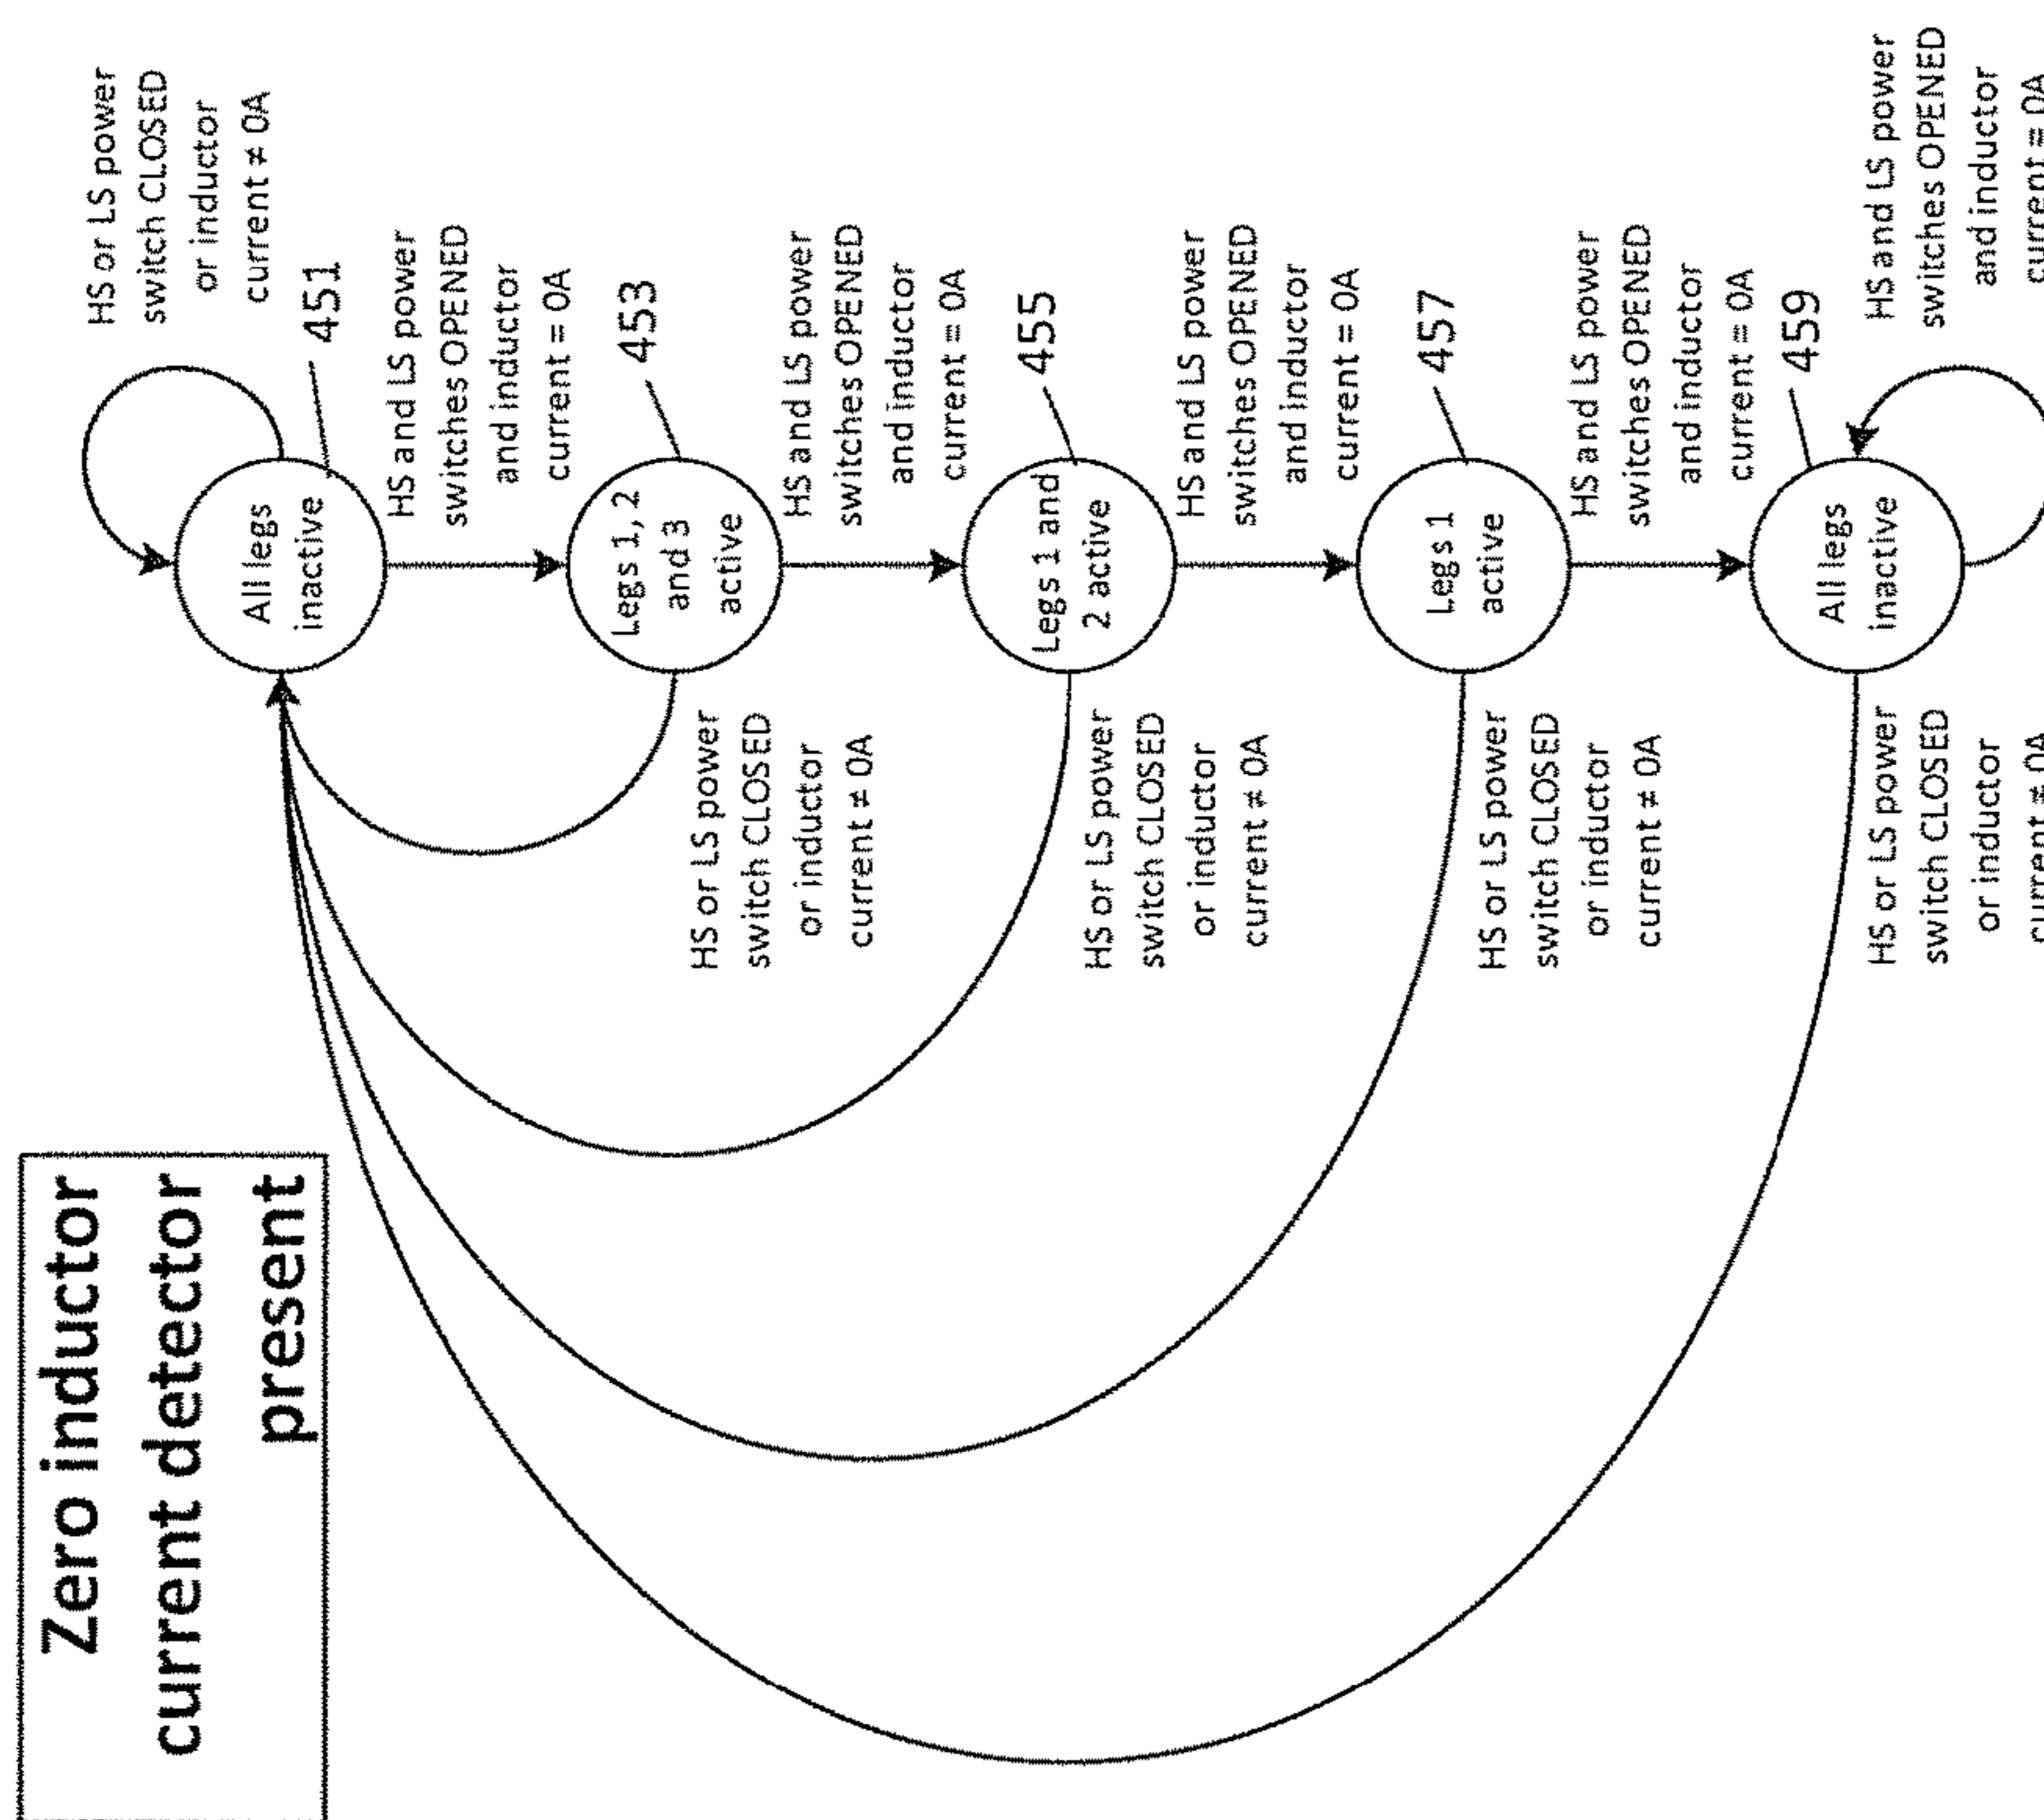 Zero inductor
current detector
present
HS or LS power
switch CLOSED
or inductor
current ≠ 0A
451
All legs
inactive
HS and LS power
switches OPENED
and inductor
current = 0A
453
Legs 1, 2
and 3
active
HS or LS power
switch CLOSED
or inductor
current ≠ 0A
HS and LS power
switches OPENED
and inductor
current = 0A
455
Legs 1 and
2 active
HS or LS power
switch CLOSED
or inductor
current ≠ 0A
HS and LS power
switches OPENED
and inductor
current = 0A
457
Legs 1
active
HS or LS power
switch CLOSED
or inductor
current ≠ 0A
HS and LS power
switches OPENED
and inductor
current = 0A
459
All legs
inactive
HS or LS power
switch CLOSED
or inductor
current ≠ 0A
HS and LS power
switches OPENED
and inductor
current = 0A